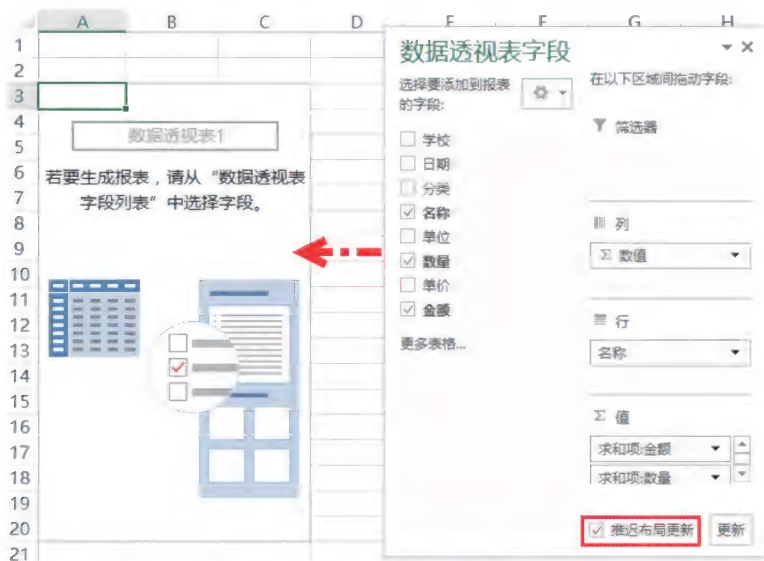 A B C D E F G H
1
2
3
4
5
6
7
8
9
10
11
12
13
14
15
16
17
18
19
20
21
数据透视表1
若要生成报表，请从“数据透视表
字段列表”中选择字段。
数据透视表字段
选择要添加到报表
的字段:
学校
日期
分类
名称
单位
数量
单价
金额
更多表格...
在以下区域间拖动字段:
筛选器
列
Σ 数值
行
名称
Σ 值
求和项:金额
求和项:数量
推迟布局更新
更新